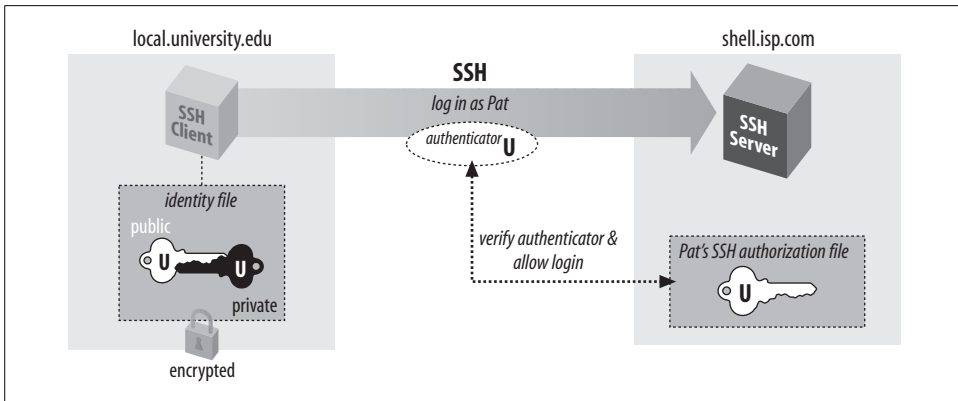 local.university.edu
shell.isp.com
SSH
log in as Pat
SSH
Client
SSH
Server
authenticator U
identity file
public
U
U
private
encrypted
verify authenticator &
allow login
Pat's SSH authorization file
U